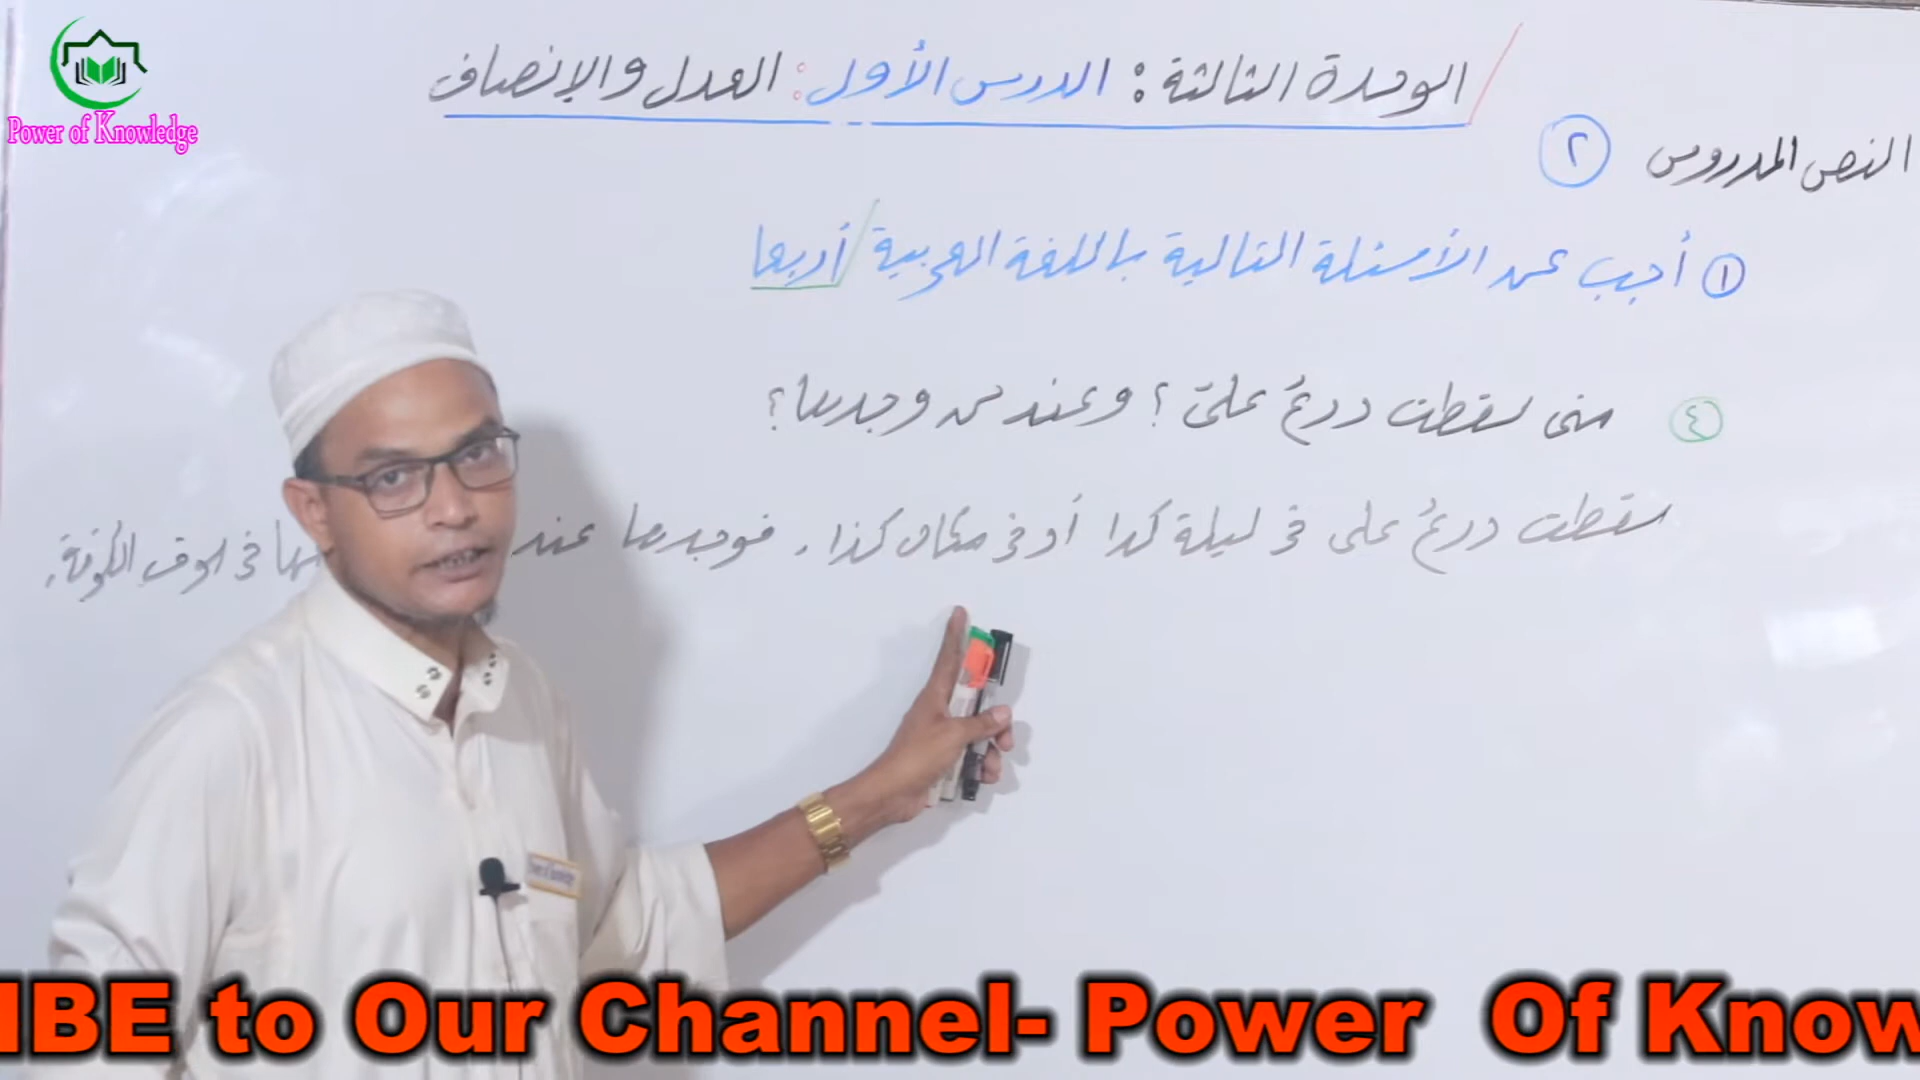 Power of Knowledge
الوحدة الثالثة : الدرس الأول : العدل والإنصاف
النص المدروس ٢
١ أجب عن الأسئلة التالية باللغة العربية / أربعا
٤ متى سقطت درعُ عليّ ؟ وعند من وجدها ؟
سقطت درعُ علي في ليلة كذا أو في مكان كذا . فوجدها عند في سوق الكوفة .
IBE to Our Channel- Power Of Know